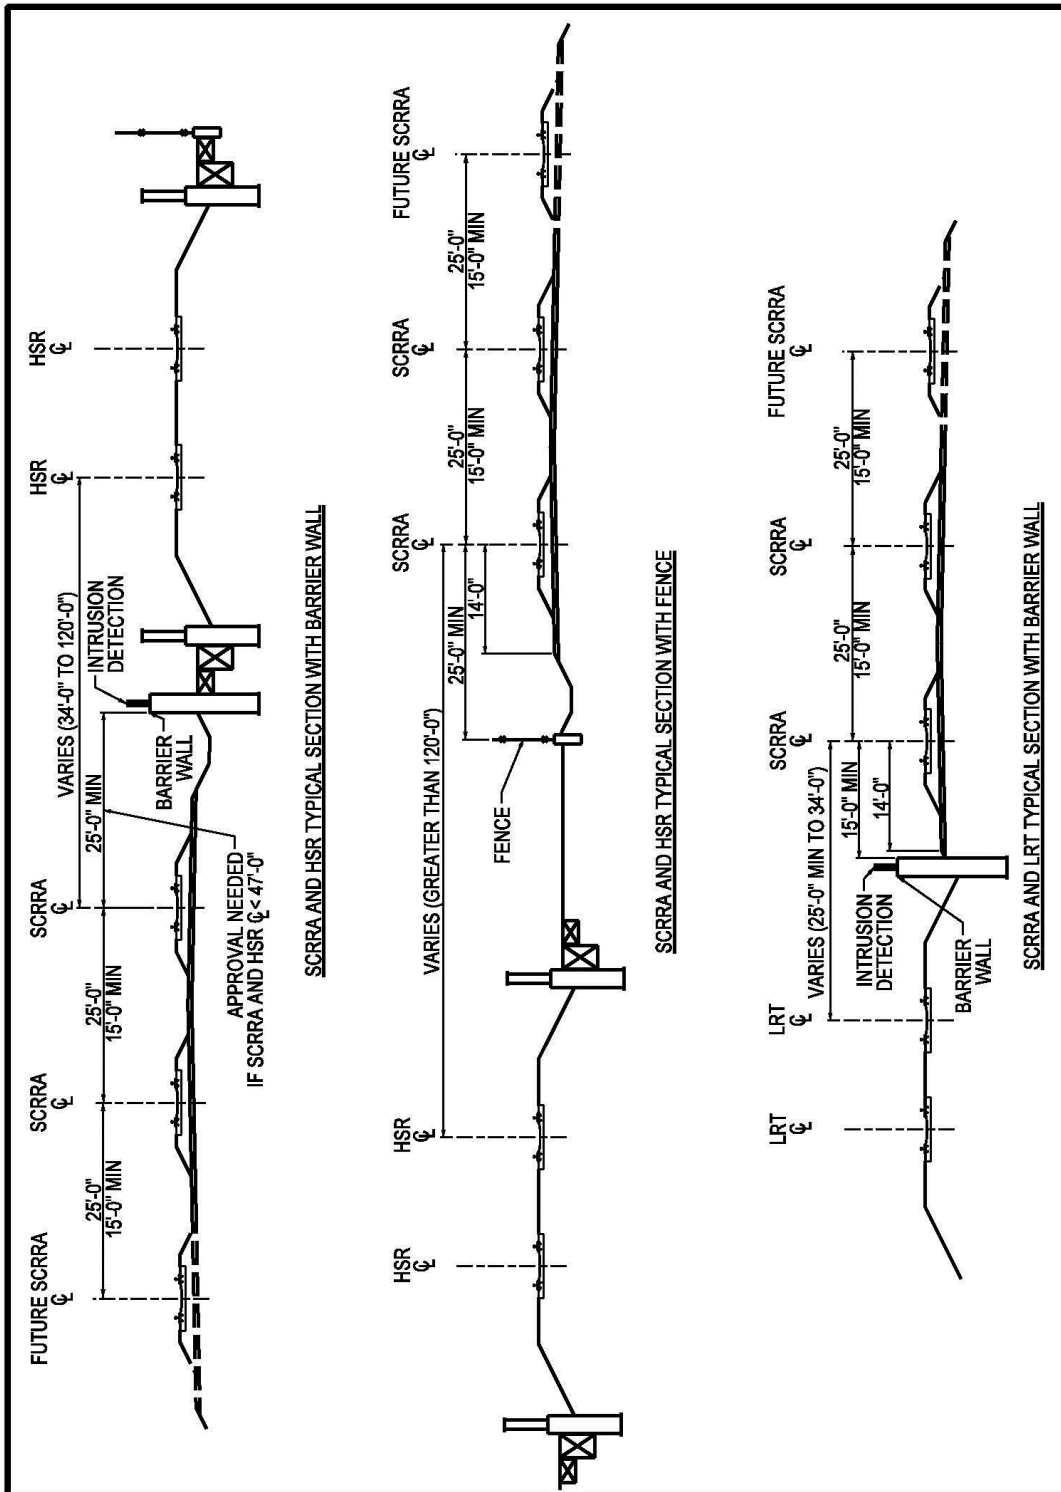 FUTURE SCRRA
℄
SCRRA
℄
SCRRA
℄
HSR
℄
HSR
℄
25'-0"
15'-0" MIN
25'-0"
15'-0" MIN
25'-0" MIN
VARIES (34'-0" TO 120'-0")
INTRUSION
DETECTION
BARRIER
WALL
APPROVAL NEEDED
IF SCRRA AND HSR ℄ < 47'-0"
SCRRA AND HSR TYPICAL SECTION WITH BARRIER WALL
HSR
℄
HSR
℄
SCRRA
℄
SCRRA
℄
FUTURE SCRRA
℄
VARIES (GREATER THAN 120'-0")
25'-0" MIN
14'-0"
25'-0"
15'-0" MIN
25'-0"
15'-0" MIN
FENCE
SCRRA AND HSR TYPICAL SECTION WITH FENCE
LRT
℄
LRT
℄
SCRRA
℄
SCRRA
℄
FUTURE SCRRA
℄
VARIES (25'-0" MIN TO 34'-0")
15'-0" MIN
14'-0"
25'-0"
15'-0" MIN
25'-0"
15'-0" MIN
INTRUSION
DETECTION
BARRIER
WALL
SCRRA AND LRT TYPICAL SECTION WITH BARRIER WALL